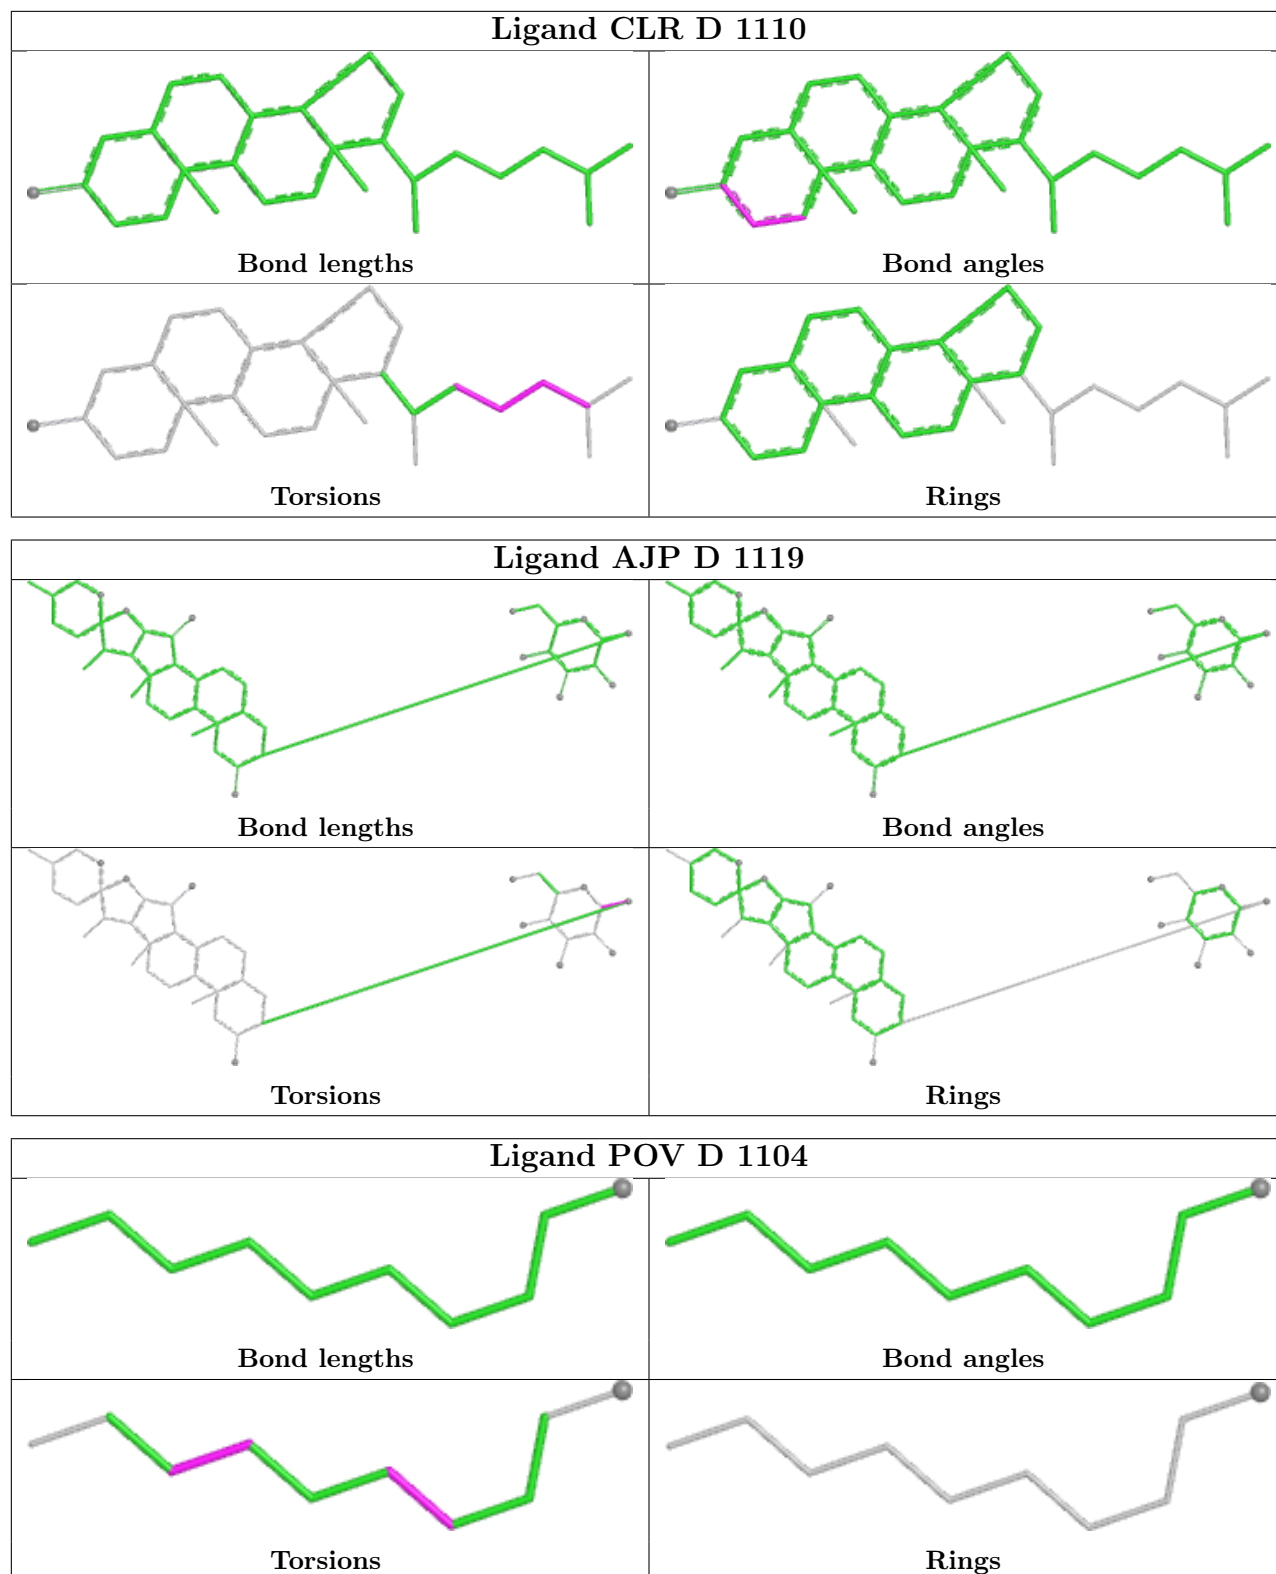 Ligand CLR D 1110
Bond lengths
Bond angles
Torsions
Rings
Ligand AJP D 1119
Bond lengths
Bond angles
Torsions
Rings
Ligand POV D 1104
Bond lengths
Bond angles
Torsions
Rings